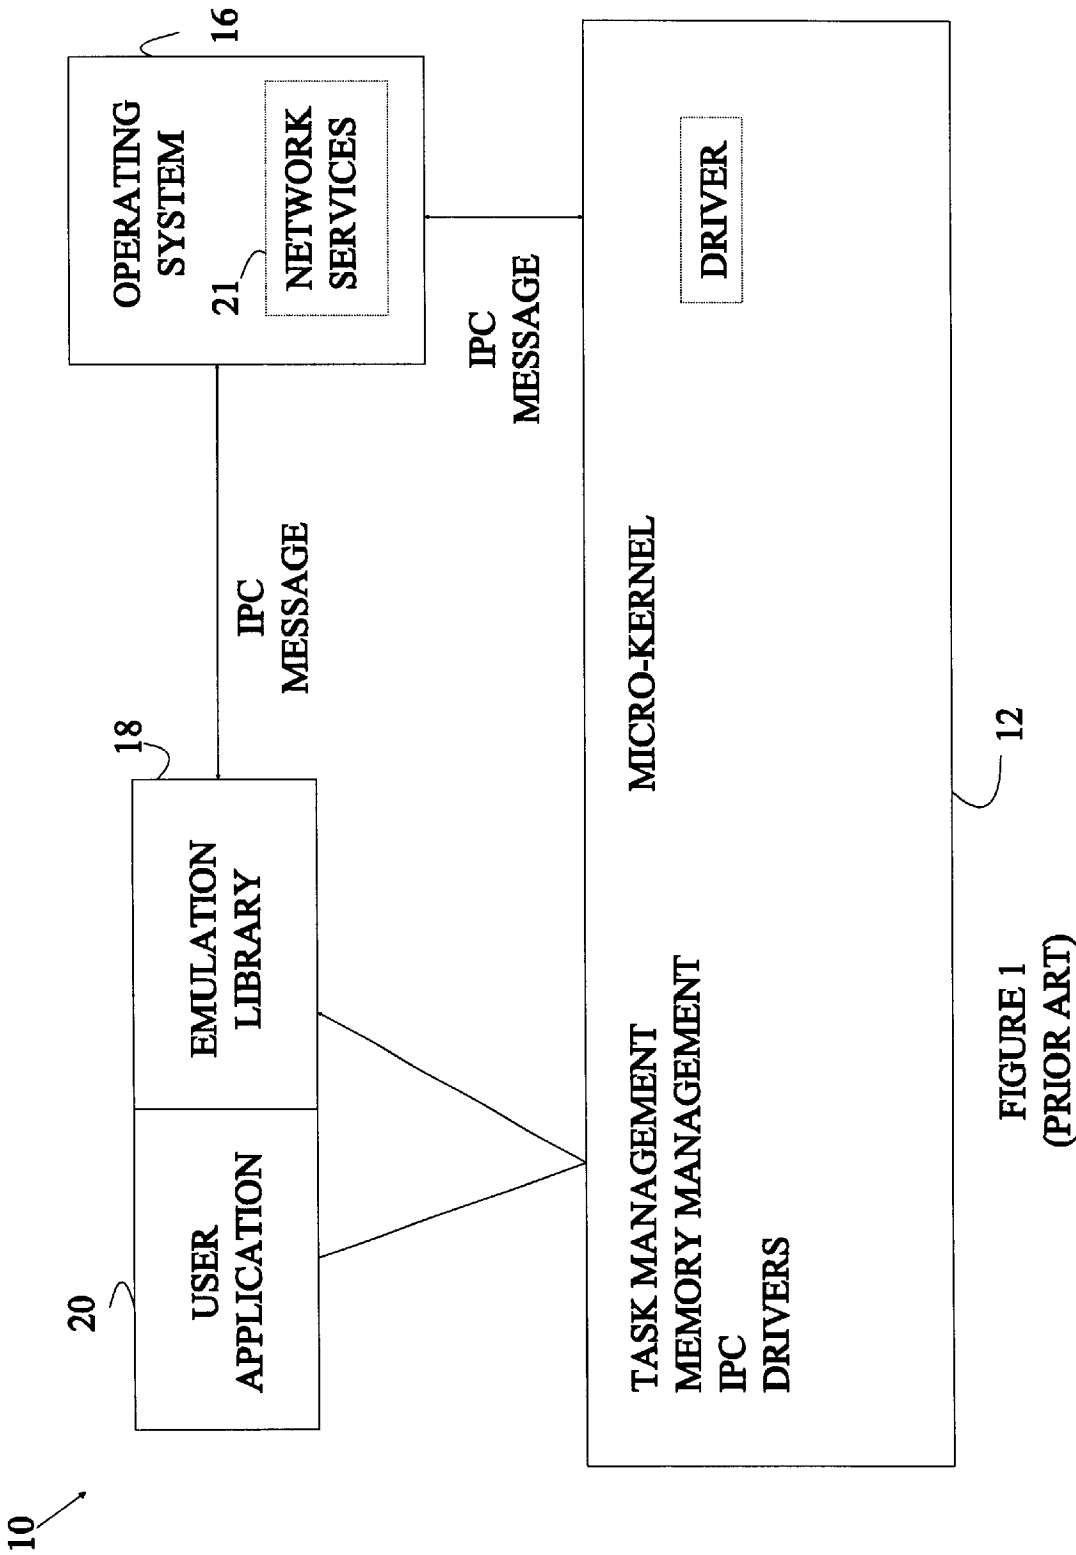 10
20
USER
APPLICATION
18
EMULATION
LIBRARY
IPC
MESSAGE
16
OPERATING
SYSTEM
21
NETWORK
SERVICES
IPC
MESSAGE
TASK MANAGEMENT
MEMORY MANAGEMENT
IPC
DRIVERS
MICRO-KERNEL
DRIVER
12
FIGURE 1
(PRIOR ART)